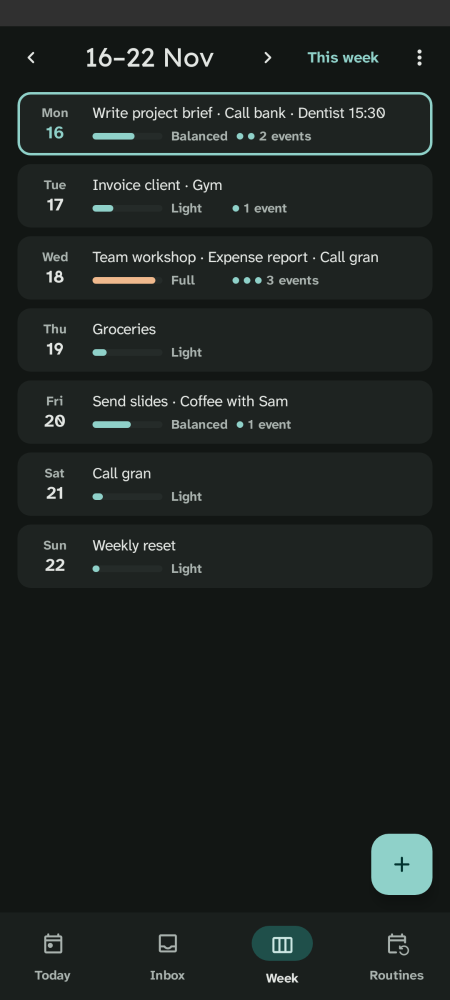 16–22 Nov
This week
Mon
16
Write project brief · Call bank · Dentist 15:30
Balanced
2 events
Tue
17
Invoice client · Gym
Light
1 event
Wed
18
Team workshop · Expense report · Call gran
Full
3 events
Thu
19
Groceries
Light
Fri
20
Send slides · Coffee with Sam
Balanced
1 event
Sat
21
Call gran
Light
Sun
22
Weekly reset
Light
Today
Inbox
Week
Routines